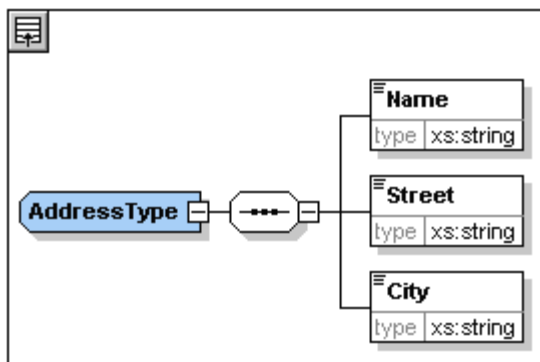 Name
type xs:string
AddressType
Street
type xs:string
City
type xs:string